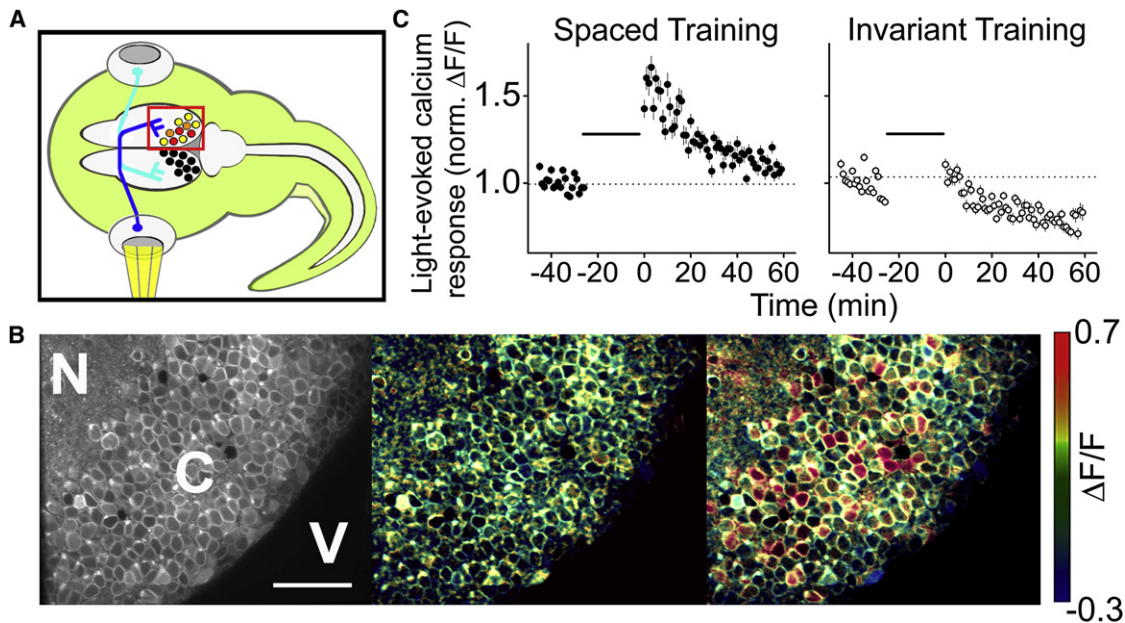 A
C
Spaced Training
Invariant Training
Light-evoked calcium
response (norm. ΔF/F)
1.5
1.0
-40 -20 0 20 40 60
-40 -20 0 20 40 60
Time (min)
B
N
C
V
0.7
ΔF/F
-0.3